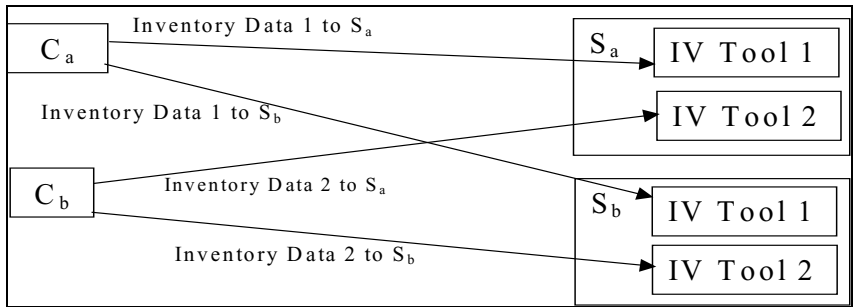 Inventory Data 1 to Sa
Ca
Sa
IV Tool 1
IV Tool 2
Inventory Data 1 to Sb
Inventory Data 2 to Sa
Cb
Sb
IV Tool 1
IV Tool 2
Inventory Data 2 to Sb